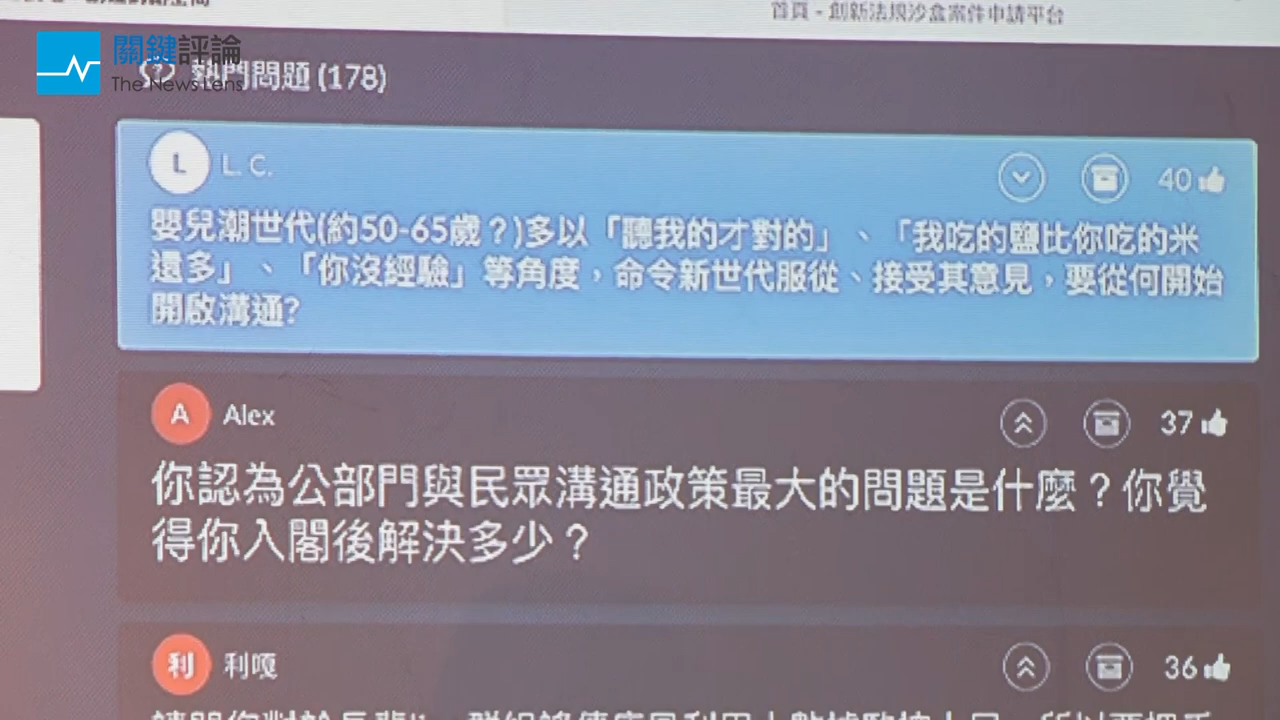 首頁 - 創新法規沙盒案件申請平台
關鍵評論
The News Lens
熱門問題 (178)
L
L. C.
40
嬰兒潮世代(約50-65歲？)多以「聽我的才對的」、「我吃的鹽比你吃的米
還多」、「你沒經驗」等角度，命令新世代服從、接受其意見，要從何開始
開啟溝通?
A
Alex
37
你認為公部門與民眾溝通政策最大的問題是什麼？你覺
得你入閣後解決多少？
利
利嘎
36